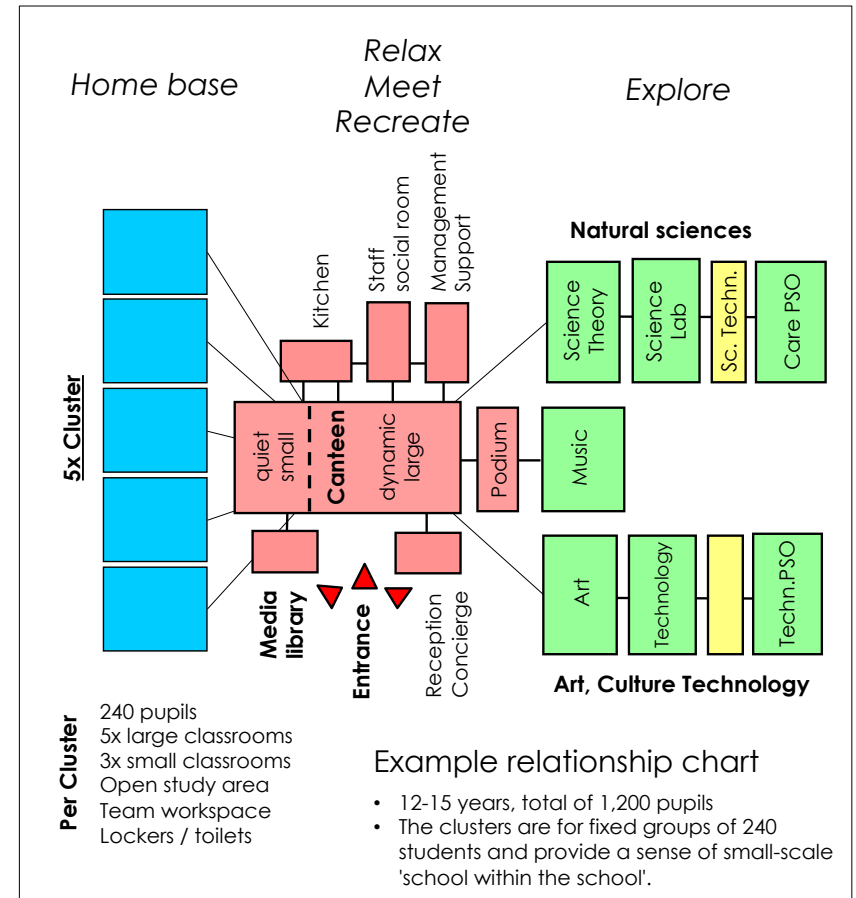 Home base
Relax
Meet
Recreate
Explore
5x Cluster
Kitchen
Staff
social room
Management
Support
quiet
small
Canteen
dynamic
large
Podium
Music
Media
library
Entrance
Reception
Concierge
Natural sciences
Science
Theory
Science
Lab
Sc. Techn.
Care PSO
Art
Technology
Techn.PSO
Art, Culture Technology
Per Cluster
240 pupils
5x large classrooms
3x small classrooms
Open study area
Team workspace
Lockers / toilets
Example relationship chart
• 12-15 years, total of 1,200 pupils
• The clusters are for fixed groups of 240
students and provide a sense of small-scale
'school within the school'.